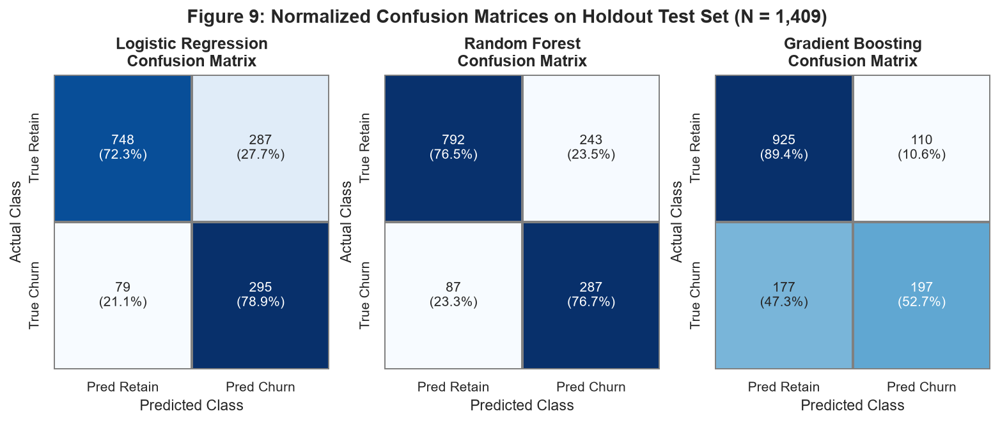 Figure 9: Normalized Confusion Matrices on Holdout Test Set (N = 1,409)
Logistic Regression
Confusion Matrix
Actual Class
True Retain
True Churn
748
(72.3%)
287
(27.7%)
79
(21.1%)
295
(78.9%)
Pred Retain
Pred Churn
Predicted Class
Random Forest
Confusion Matrix
Actual Class
True Retain
True Churn
792
(76.5%)
243
(23.5%)
87
(23.3%)
287
(76.7%)
Pred Retain
Pred Churn
Predicted Class
Gradient Boosting
Confusion Matrix
Actual Class
True Retain
True Churn
925
(89.4%)
110
(10.6%)
177
(47.3%)
197
(52.7%)
Pred Retain
Pred Churn
Predicted Class